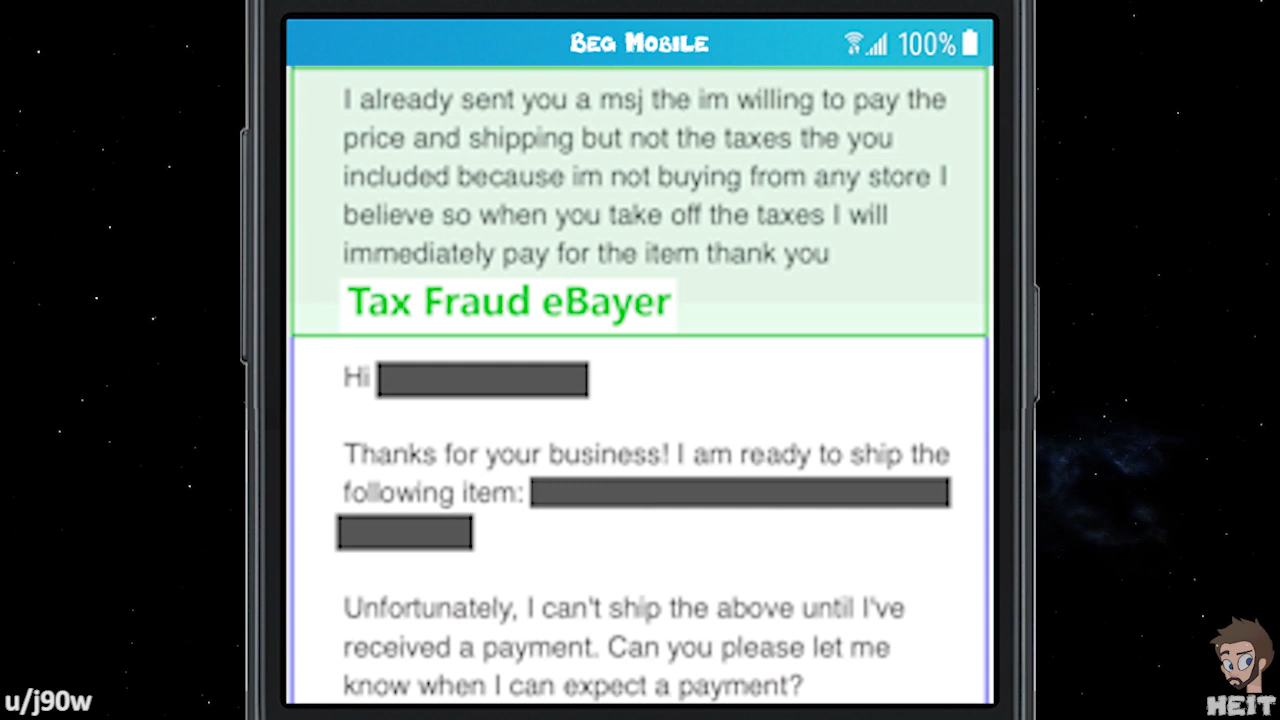 Beg Mobile
100%
I already sent you a msj the im willing to pay the
price and shipping but not the taxes the you
included because im not buying from any store I
believe so when you take off the taxes I will
immediately pay for the item thank you
Tax Fraud eBayer
Hi
Thanks for your business! I am ready to ship the
following item:
Unfortunately, I can't ship the above until I've
received a payment. Can you please let me
know when I can expect a payment?
u/j90w
HEIT